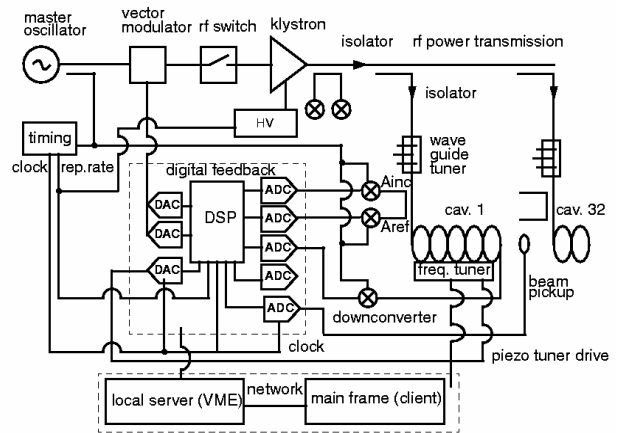 master oscillator
vector modulator
rf switch
klystron
isolator
rf power transmission
isolator
HV
timing
wave guide tuner
clock
rep.rate
digital feedback
Ainc
DAC
DSP
ADC
ADC
Aref
cav. 1
cav. 32
DAC
ADC
DAC
ADC
freq. tuner
beam pickup
ADC
downconverter
clock
piezo tuner drive
network
local server (VME)
main frame (client)